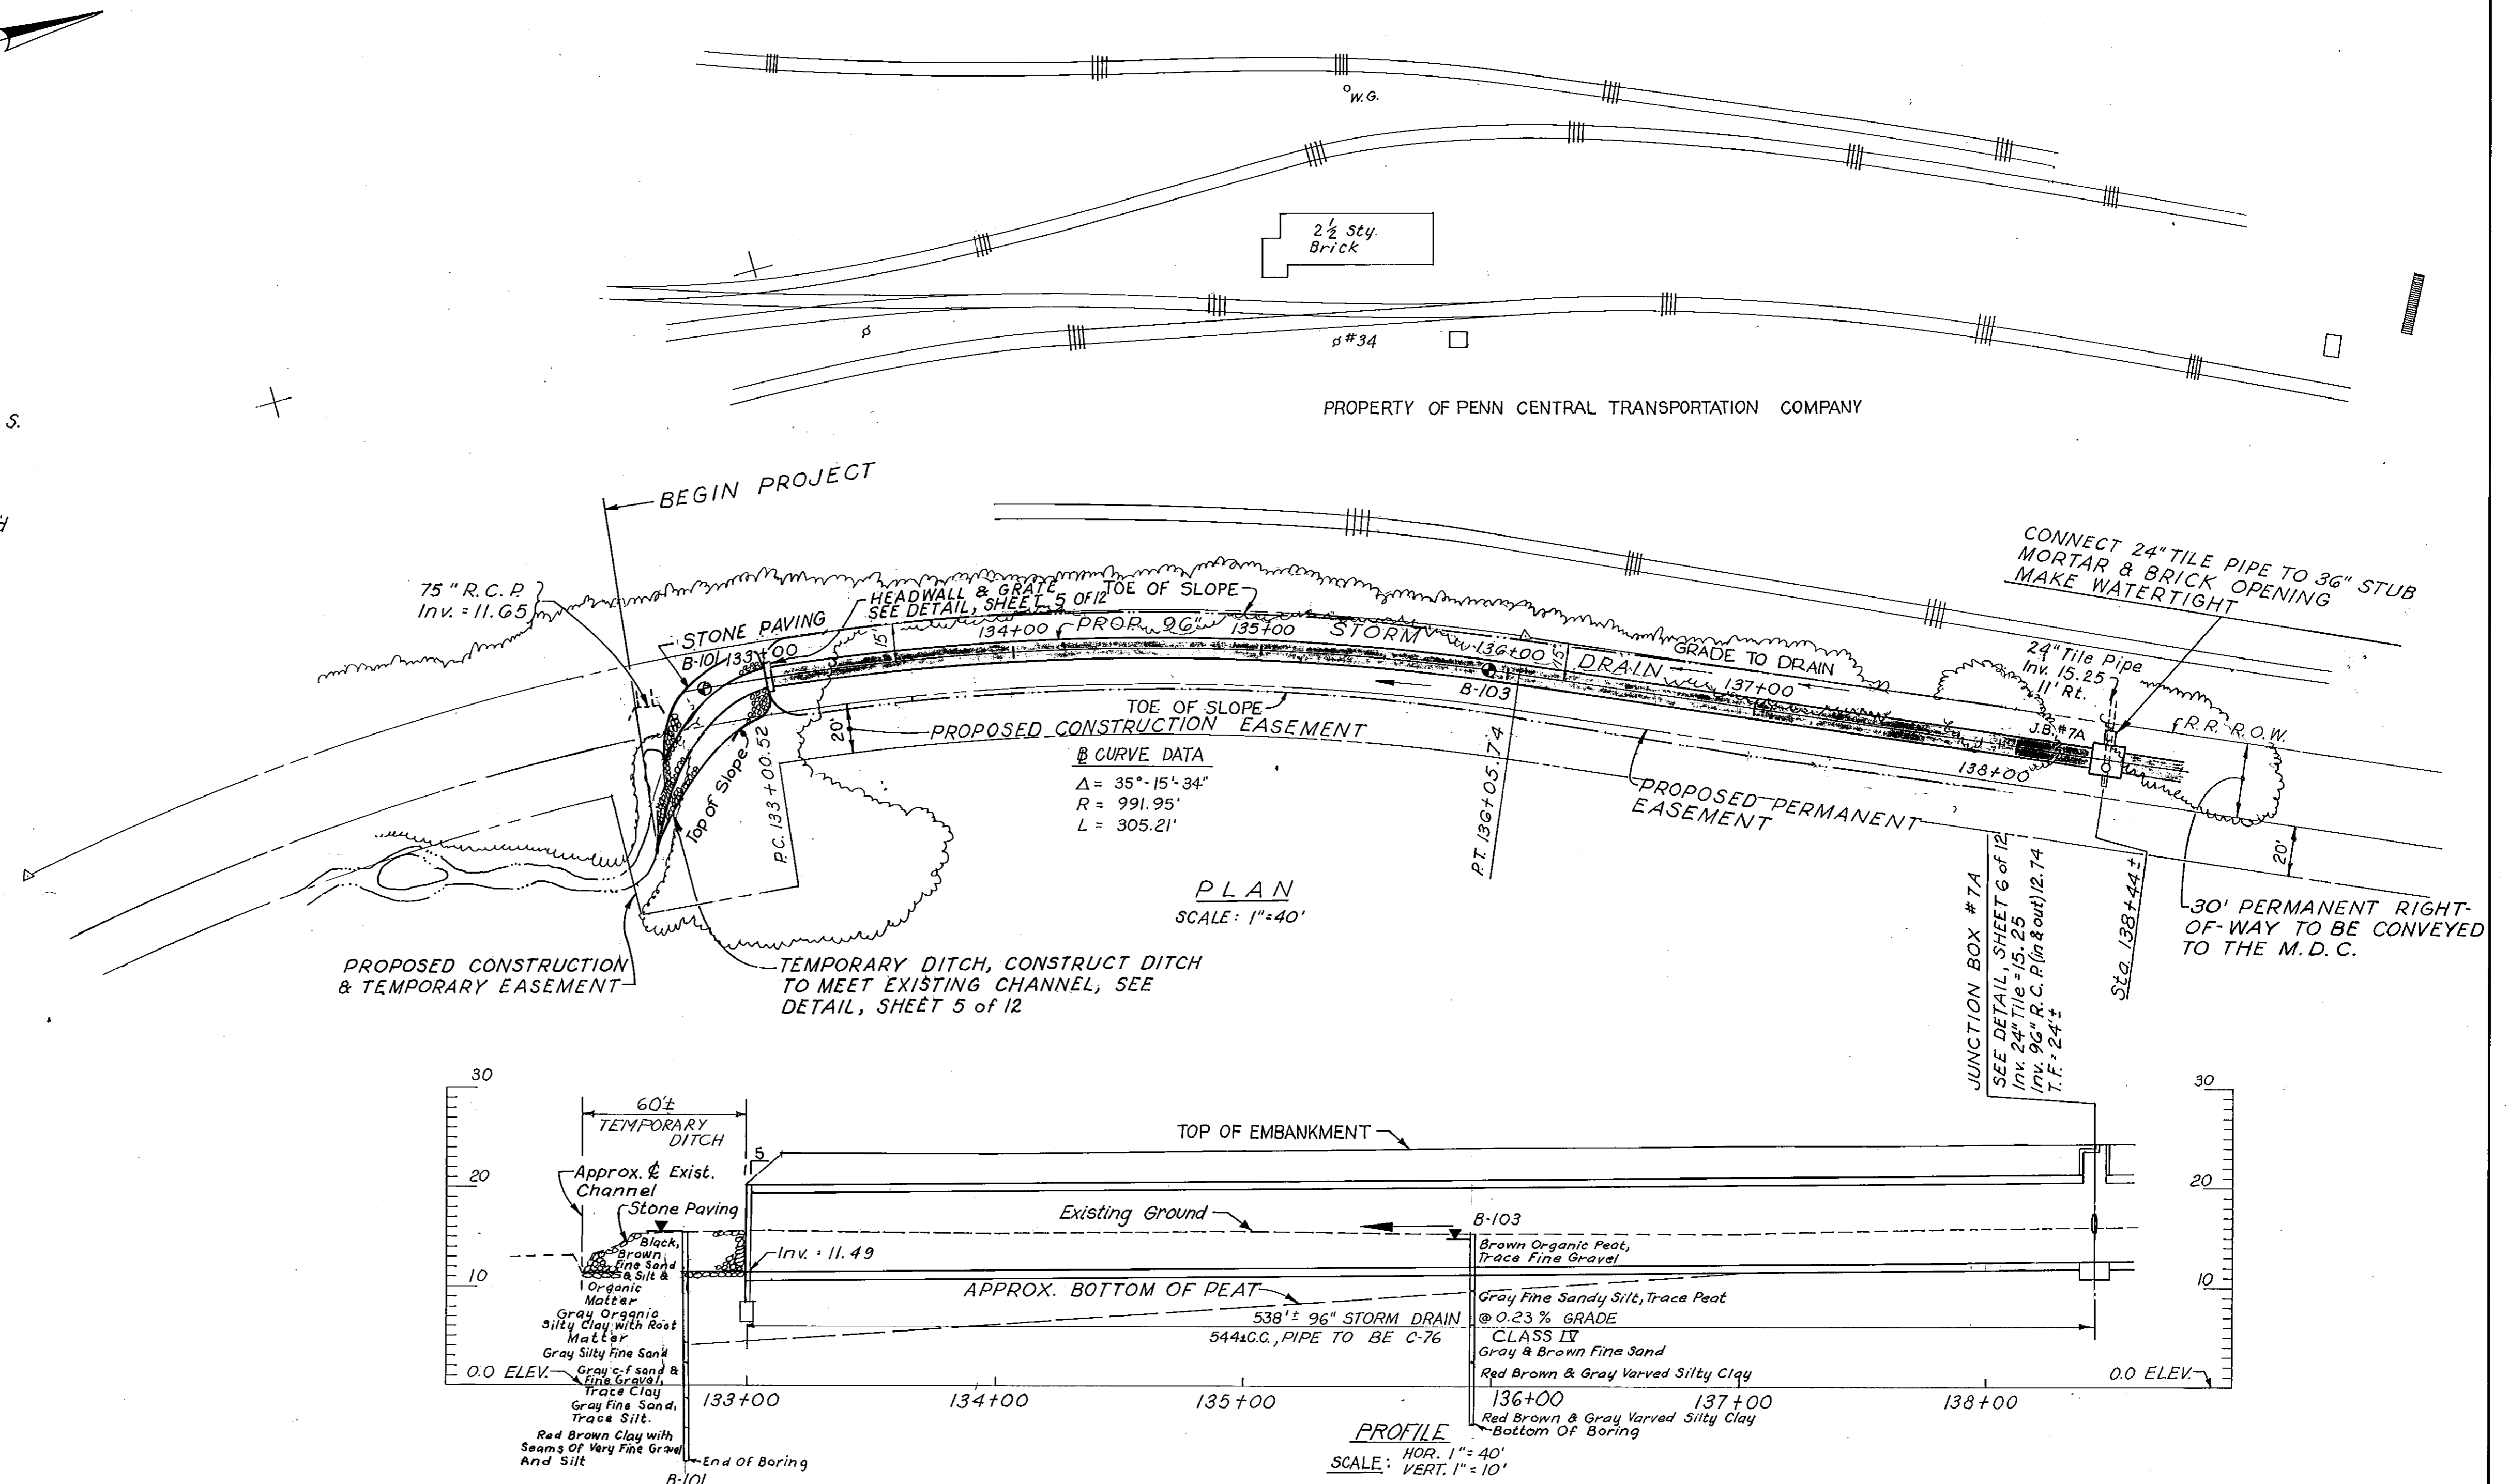 W.G.
2½ Sty.
Brick
#34
S.
PROPERTY OF PENN CENTRAL TRANSPORTATION COMPANY
BEGIN PROJECT
75" R.C.P.
Inv. = 11.65
STONE PAVING
HEADWALL & GRATE
SEE DETAIL, SHEET 5 OF 12
TOE OF SLOPE
B-101
133+00
15'
134+00
PROP. 96"
135+00
STORM
136+00
15'
DRAIN
GRADE TO DRAIN
137+00
B-103
CONNECT 24" TILE PIPE TO 36" STUB
MORTAR & BRICK OPENING
MAKE WATERTIGHT
24" Tile Pipe
Inv. 15.25
11' Rt.
J.B. #7A
R.R. R.O.W.
138+00
TOE OF SLOPE
20'
PROPOSED CONSTRUCTION EASEMENT
Top of Slope
P.C. 133+00.52
℄ CURVE DATA
Δ = 35°-15'-34"
R = 991.95'
L = 305.21'
P.T. 136+05.74
PROPOSED PERMANENT
EASEMENT
20'
PLAN
SCALE: 1"=40'
30' PERMANENT RIGHT-
OF-WAY TO BE CONVEYED
TO THE M.D.C.
PROPOSED CONSTRUCTION
& TEMPORARY EASEMENT
TEMPORARY DITCH, CONSTRUCT DITCH
TO MEET EXISTING CHANNEL, SEE
DETAIL, SHEET 5 of 12
JUNCTION BOX #7A
SEE DETAIL, SHEET 6 of 12
Inv. 24" Tile = 15.25
Inv. 96" R.C.P. (in & out) 12.74
T.F. = 24'±
Sta. 138+44±
30
30
60'±
TEMPORARY
DITCH
TOP OF EMBANKMENT
5
20
20
Approx. ℄ Exist.
Channel
Stone Paving
Existing Ground
B-103
Black,
Brown
Fine Sand
& Silt &
Organic
Matter
Inv. = 11.49
Brown Organic Peat,
Trace Fine Gravel
10
10
APPROX. BOTTOM OF PEAT
Gray Fine Sandy Silt, Trace Peat
Gray Organic
Silty Clay with Root
Matter
538'± 96" STORM DRAIN @ 0.23% GRADE
544± C.C., PIPE TO BE C-76 CLASS IV
Gray Silty Fine Sand
Gray & Brown Fine Sand
0.0 ELEV.
Gray c-f sand &
Fine Gravel,
Trace Clay
Red Brown & Gray Varved Silty Clay
0.0 ELEV.
133+00
134+00
135+00
136+00
137+00
138+00
Gray Fine Sand,
Trace Silt.
Red Brown & Gray Varved Silty Clay
Bottom Of Boring
Red Brown Clay with
Seams Of Very Fine Gravel
And Silt
End Of Boring
B-101
PROFILE
SCALE: HOR. 1"=40'
VERT. 1"=10'